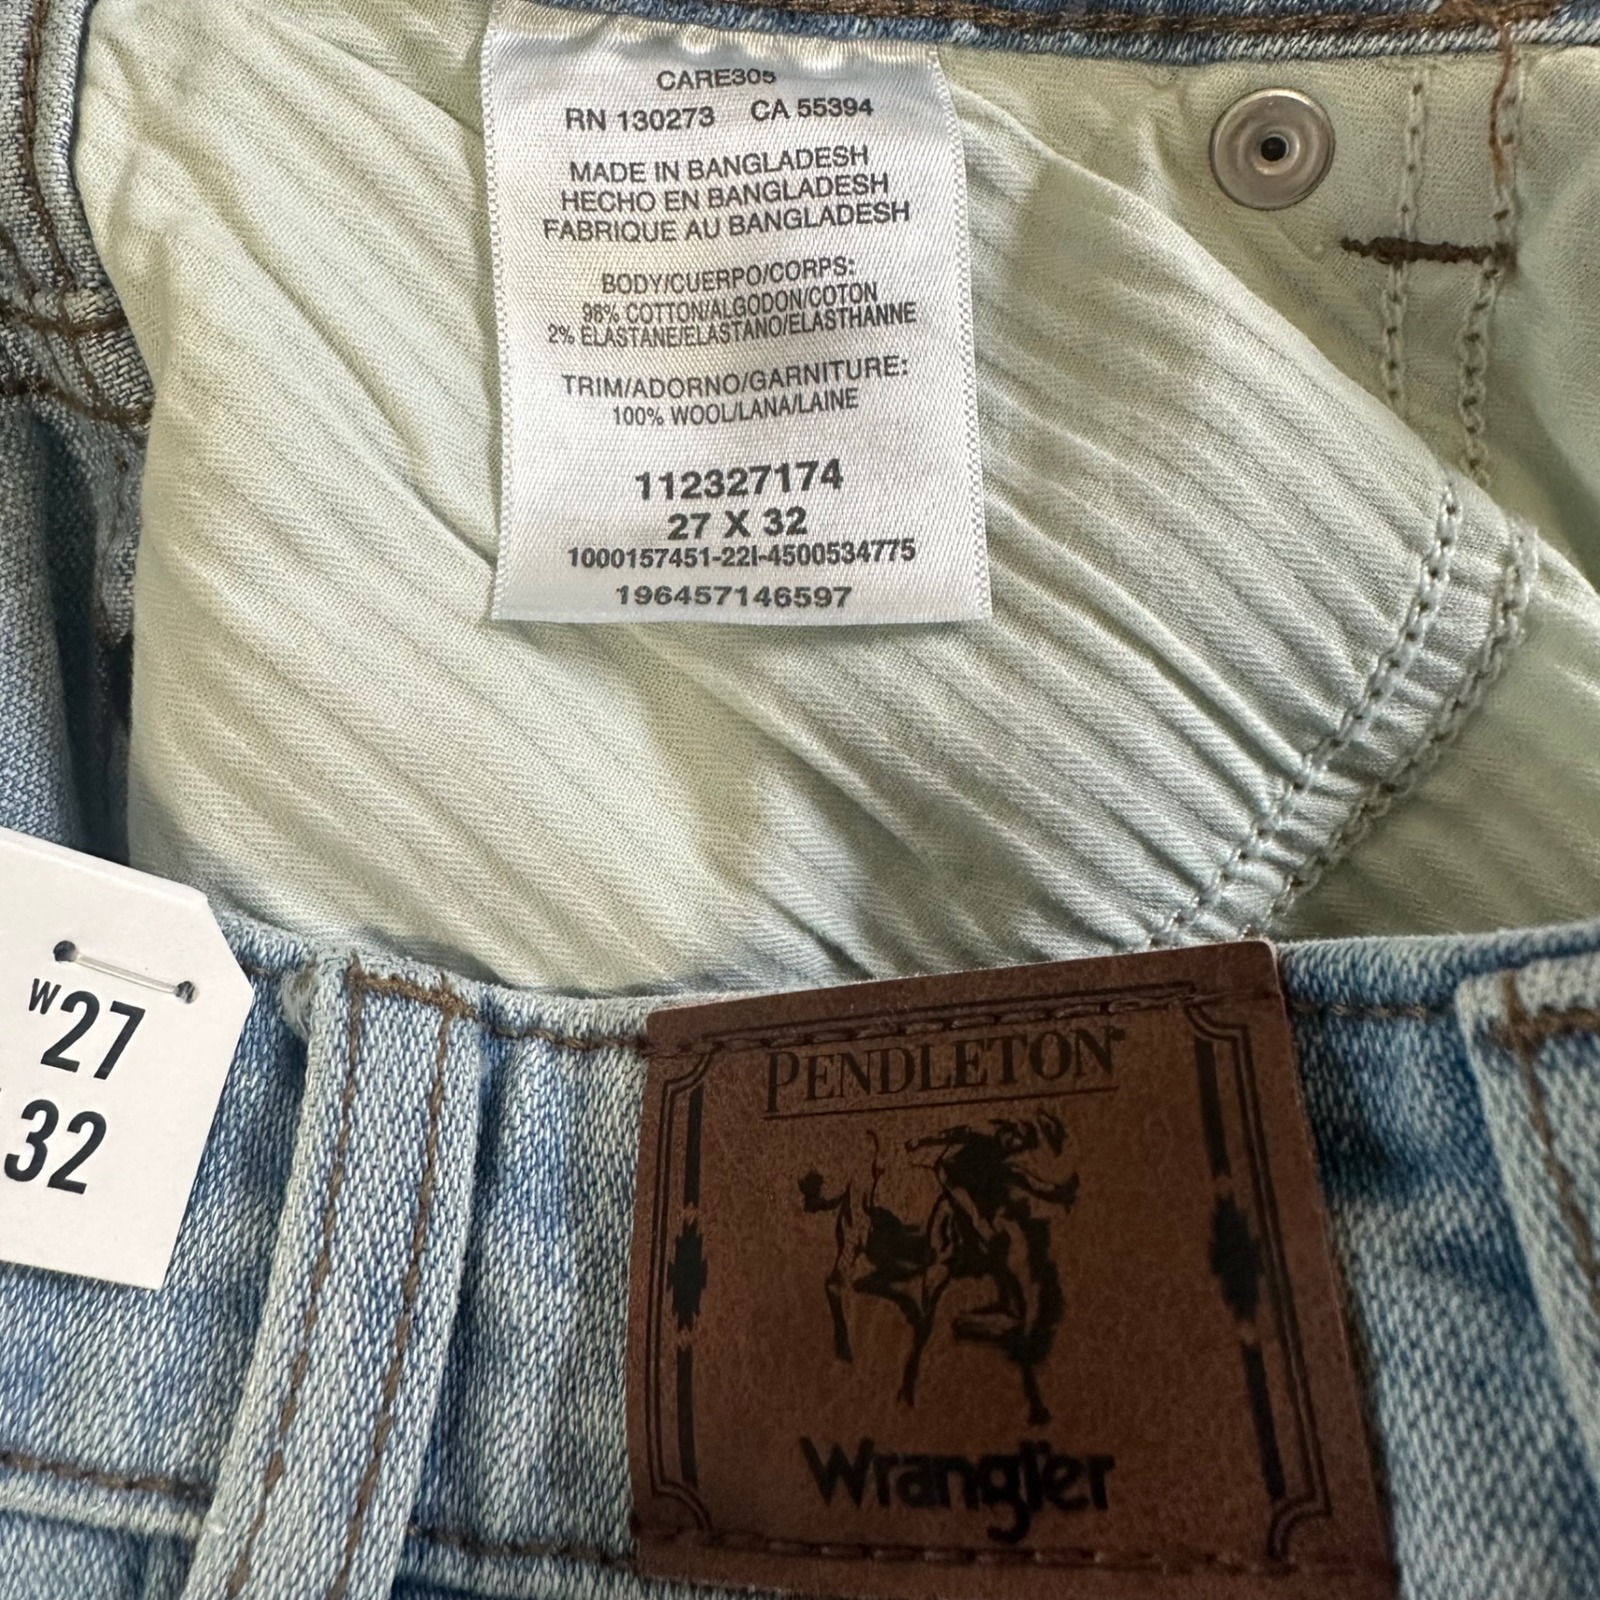 CARE305
RN 130273 CA 55394
MADE IN BANGLADESH
HECHO EN BANGLADESH
FABRIQUE AU BANGLADESH
BODY/CUERPO/CORPS:
98% COTTON/ALGODON/COTON
2% ELASTANE/ELASTANO/ELASTHANNE
TRIM/ADORNO/GARNITURE:
100% WOOL/LANA/LAINE
112327174
27 X 32
1000157451-22I-4500534775
196457146597
W27
32
PENDLETON
Wrangler